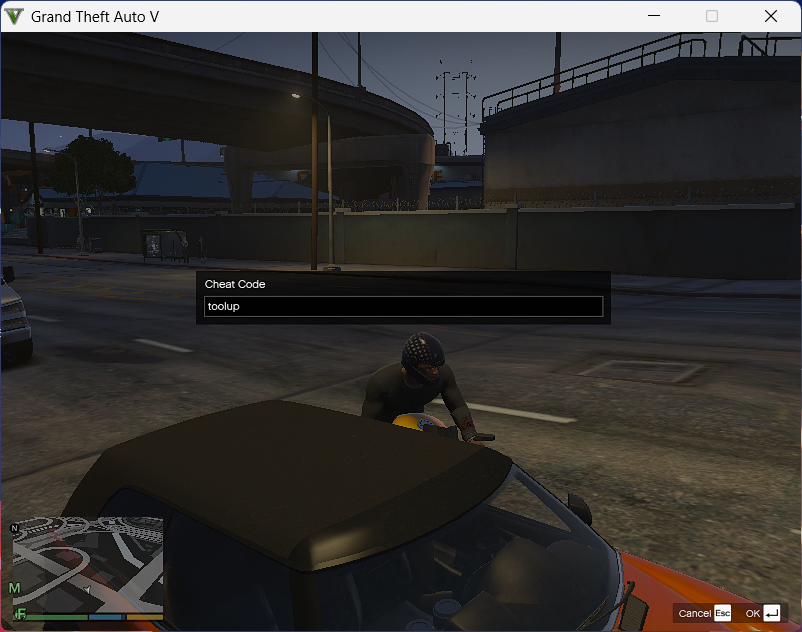 Grand Theft Auto V
Cheat Code
toolup
N
M
F
Cancel Esc OK